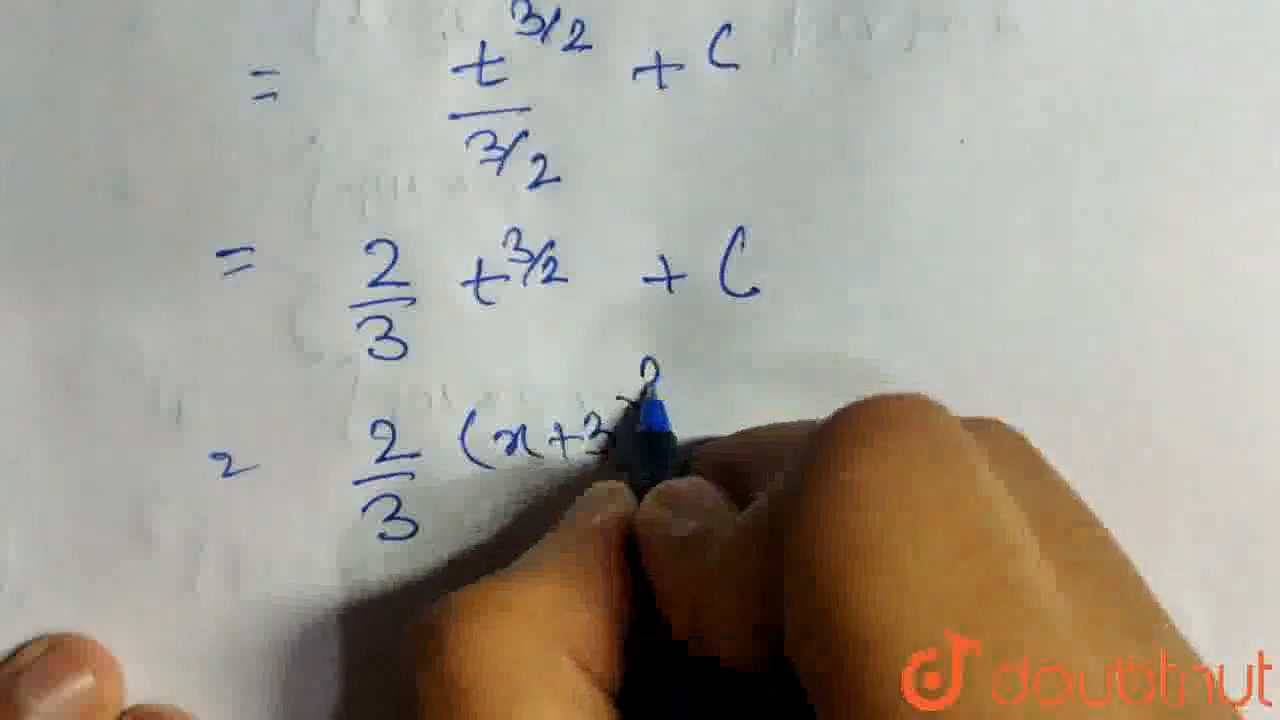 = t^3/2 / 3/2 + C
= 2/3 t^3/2 + C
= 2/3 (x+3
doubtnut